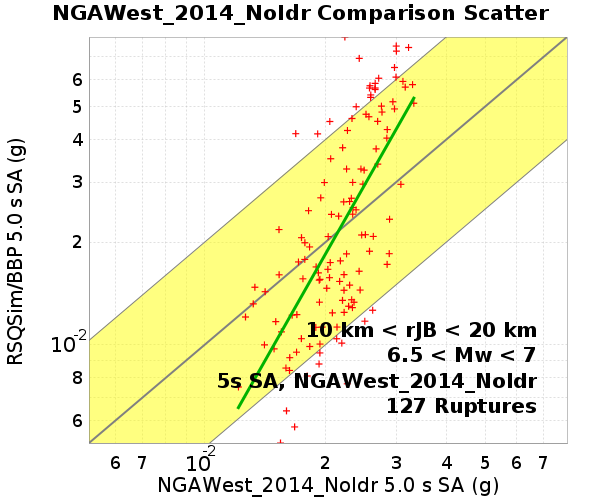 NGAWest_2014_NoIdr Comparison Scatter
RSQSim/BBP 5.0 s SA (g)
6
5
4
3
2
10⁻²
8
6
10 km < rJB < 20 km
6.5 < Mw < 7
5s SA, NGAWest_2014_NoIdr
127 Ruptures
6 7 10⁻² 2 3 4 5 6 7
NGAWest_2014_NoIdr 5.0 s SA (g)